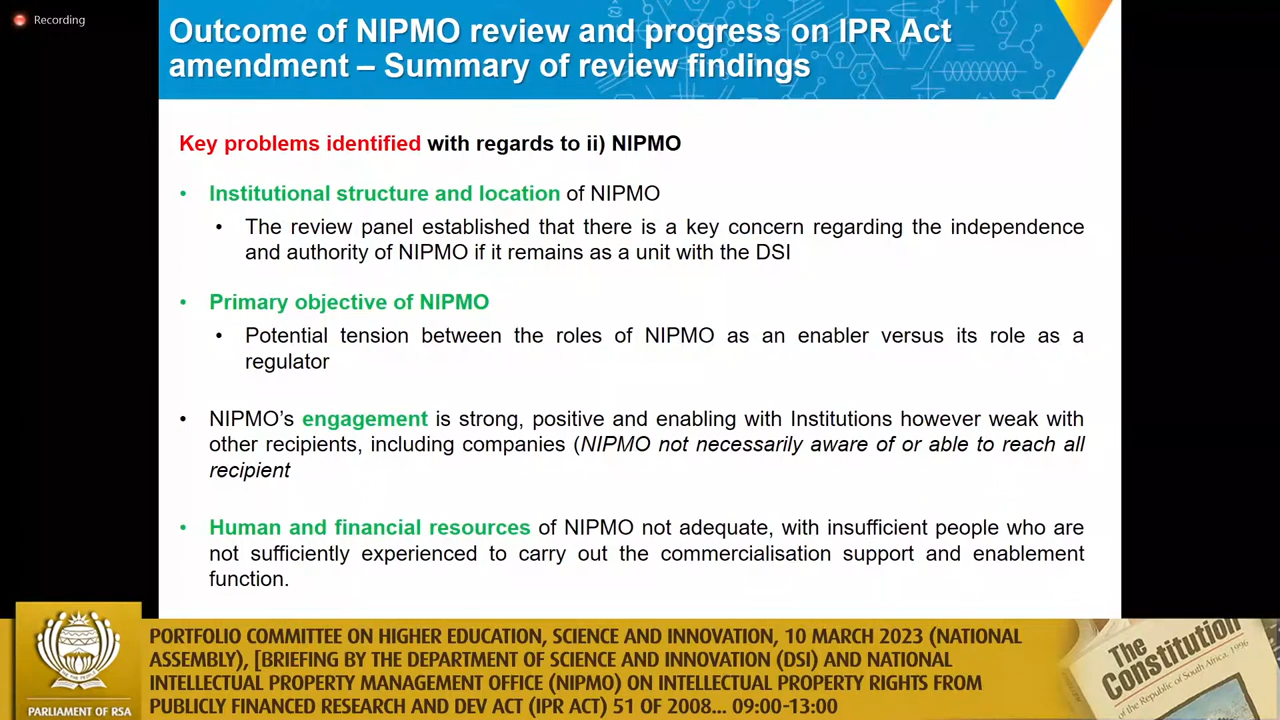 Recording
Outcome of NIPMO review and progress on IPR Act
amendment – Summary of review findings
Key problems identified with regards to ii) NIPMO
• Institutional structure and location of NIPMO
• The review panel established that there is a key concern regarding the independence
and authority of NIPMO if it remains as a unit with the DSI
• Primary objective of NIPMO
• Potential tension between the roles of NIPMO as an enabler versus its role as a
regulator
• NIPMO's engagement is strong, positive and enabling with Institutions however weak with
other recipients, including companies (NIPMO not necessarily aware of or able to reach all
recipient
• Human and financial resources of NIPMO not adequate, with insufficient people who are
not sufficiently experienced to carry out the commercialisation support and enablement
function.
PORTFOLIO COMMITTEE ON HIGHER EDUCATION, SCIENCE AND INNOVATION, 10 MARCH 2023 (NATIONAL
ASSEMBLY), [BRIEFING BY THE DEPARTMENT OF SCIENCE AND INNOVATION (DSI) AND NATIONAL
INTELLECTUAL PROPERTY MANAGEMENT OFFICE (NIPMO) ON INTELLECTUAL PROPERTY RIGHTS FROM
PUBLICLY FINANCED RESEARCH AND DEV ACT (IPR ACT) 51 OF 2008... 09:00-13:00
PARLIAMENT OF RSA
The
Constitution
of the Republic of South Africa, 1996